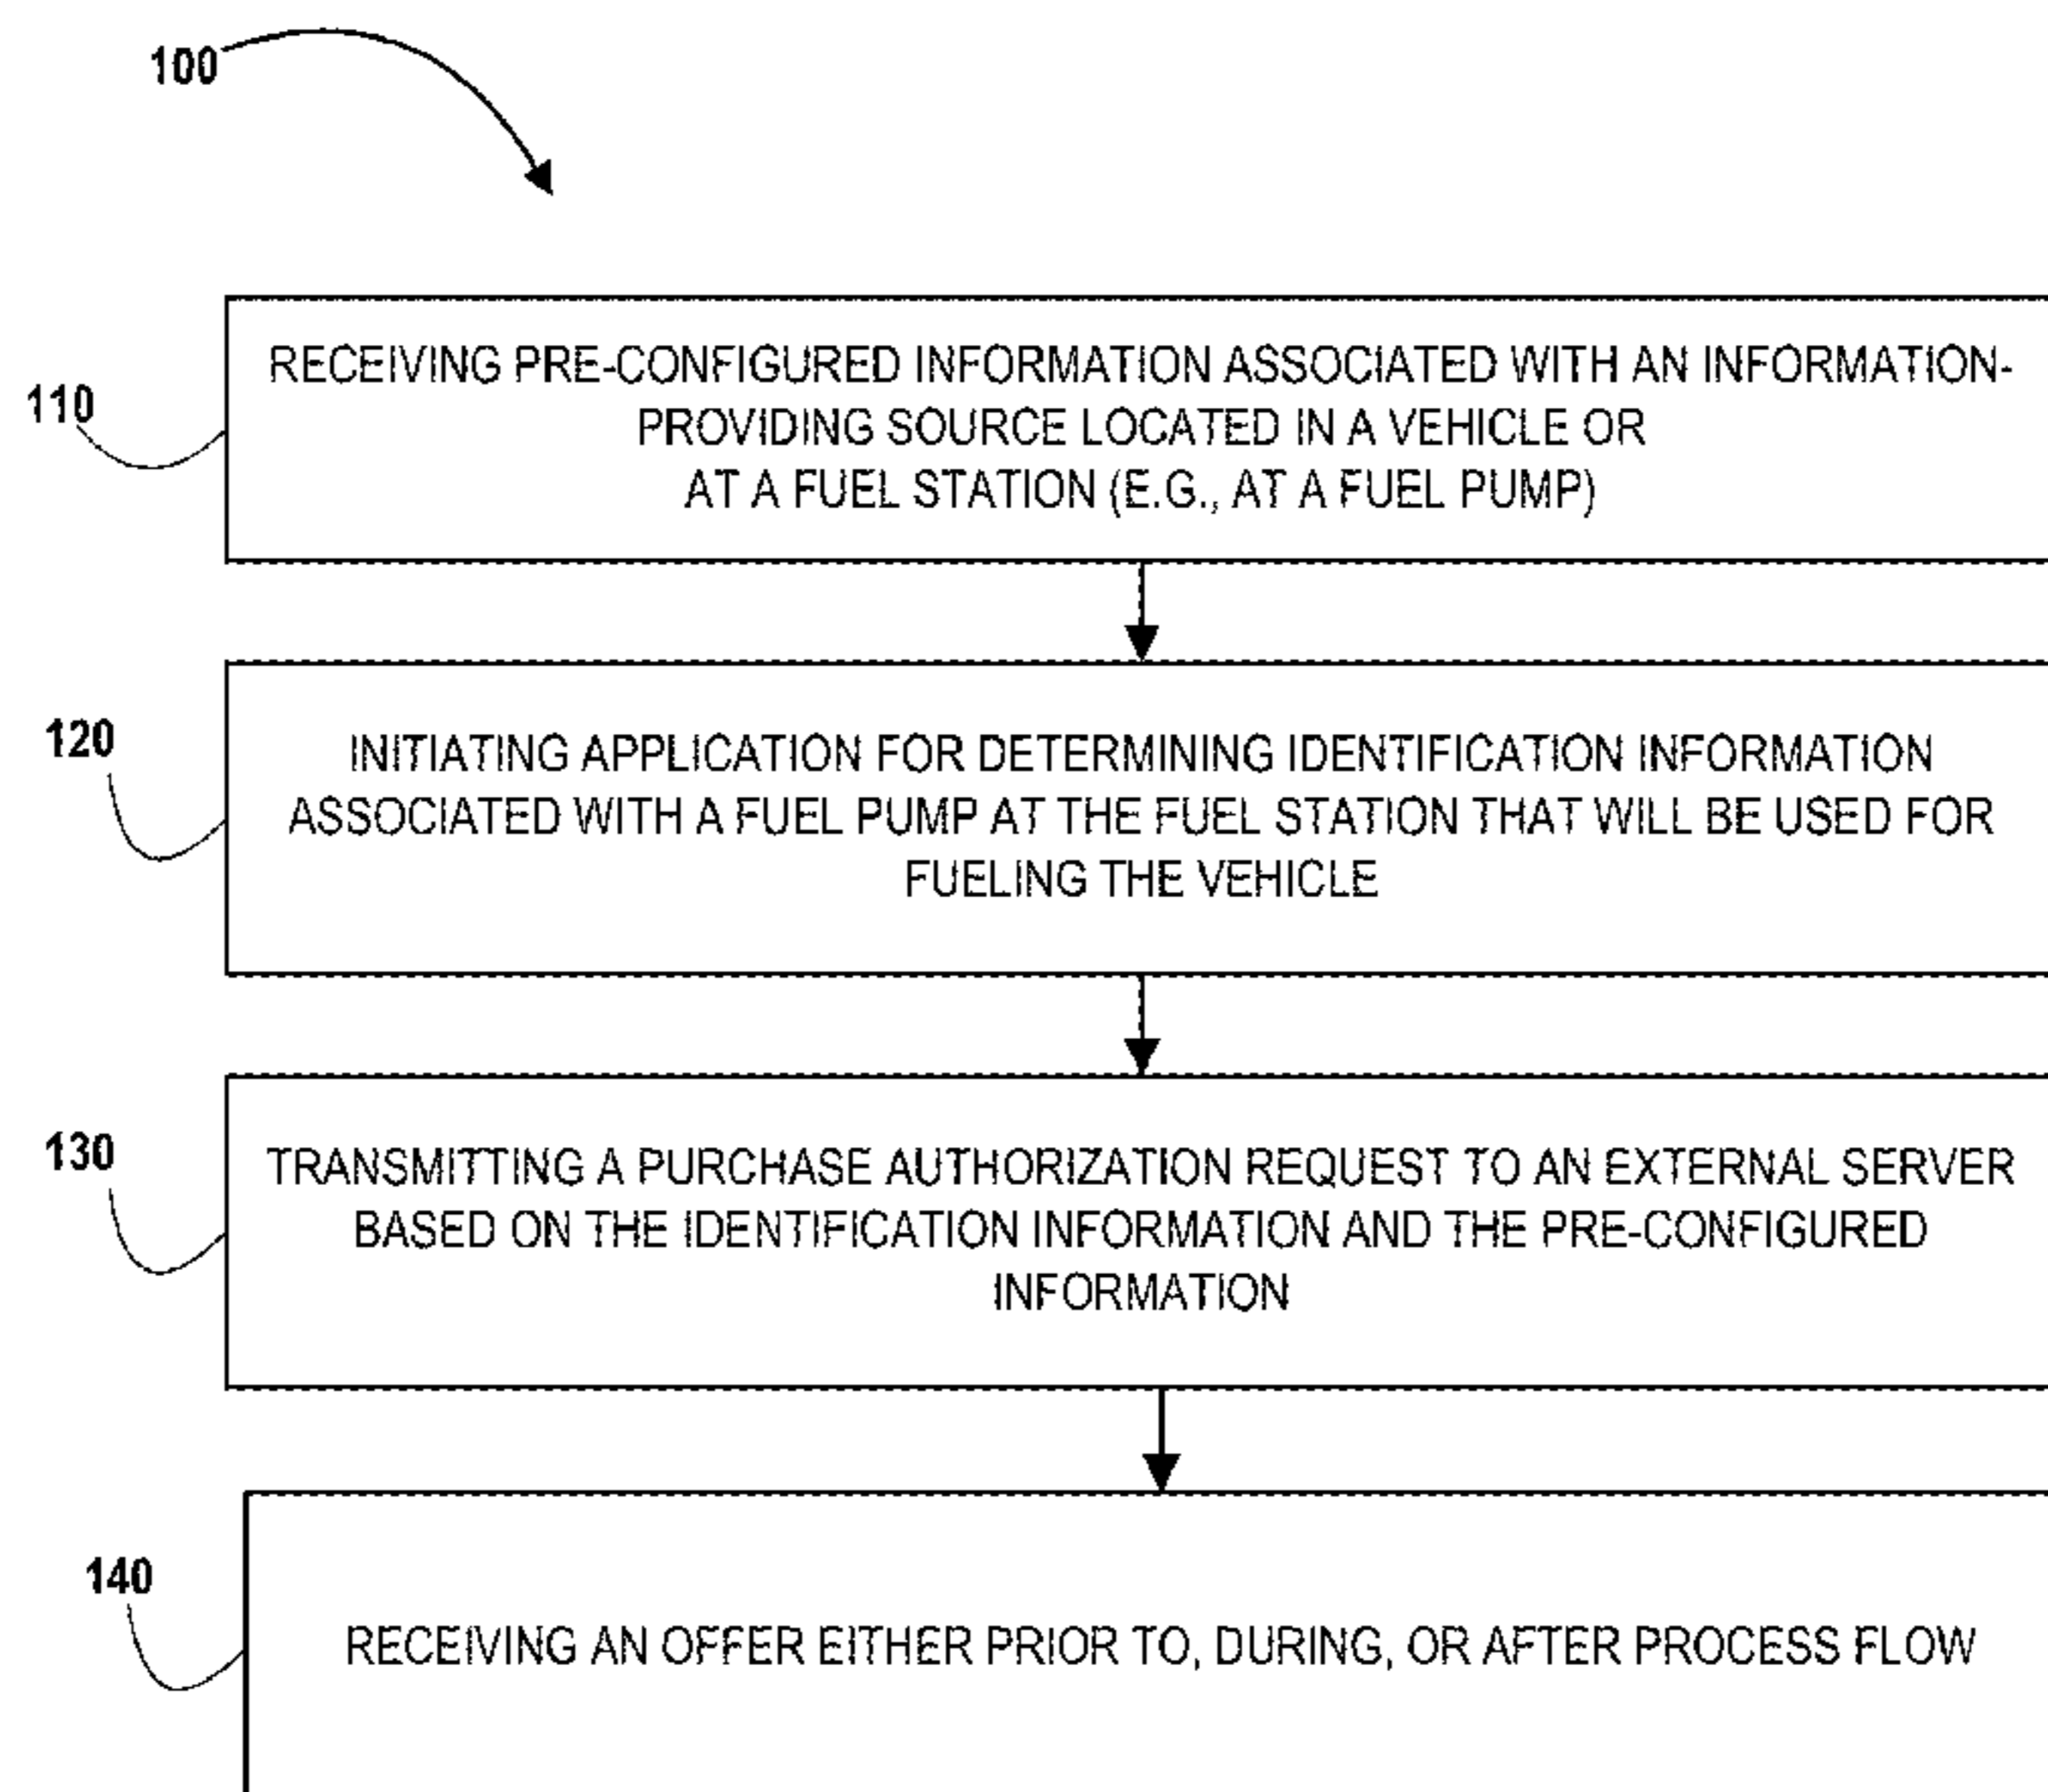 100
110
RECEIVING PRE-CONFIGURED INFORMATION ASSOCIATED WITH AN INFORMATION-
PROVIDING SOURCE LOCATED IN A VEHICLE OR
AT A FUEL STATION (E.G., AT A FUEL PUMP)
120
INITIATING APPLICATION FOR DETERMINING IDENTIFICATION INFORMATION
ASSOCIATED WITH A FUEL PUMP AT THE FUEL STATION THAT WILL BE USED FOR
FUELING THE VEHICLE
130
TRANSMITTING A PURCHASE AUTHORIZATION REQUEST TO AN EXTERNAL SERVER
BASED ON THE IDENTIFICATION INFORMATION AND THE PRE-CONFIGURED
INFORMATION
140
RECEIVING AN OFFER EITHER PRIOR TO, DURING, OR AFTER PROCESS FLOW